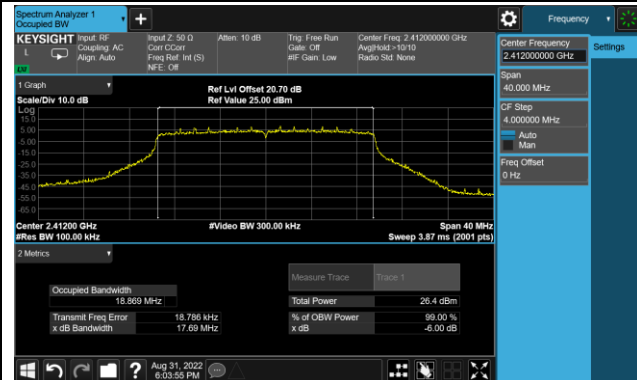 Spectrum Analyzer 1
Occupied BW
Frequency
KEYSIGHT
L
Input: RF
Coupling: AC
Align: Auto
Input Z: 50 Ω
Corr CCorr
Freq Ref: Int (S)
NFE: Off
Atten: 10 dB
Trig: Free Run
Gate: Off
#IF Gain: Low
Center Freq: 2.412000000 GHz
Avg|Hold:>10/10
Radio Std: None
Center Frequency
2.412000000 GHz
Settings
Span
40.000 MHz
CF Step
4.000000 MHz
Auto
Man
Freq Offset
0 Hz
1 Graph
Scale/Div 10.0 dB
Ref Lvl Offset 20.70 dB
Ref Value 25.00 dBm
Log
15.0
5.00
-5.00
-15.0
-25.0
-35.0
-45.0
-55.0
-65.0
Center 2.41200 GHz
#Res BW 100.00 kHz
#Video BW 300.00 kHz
Span 40 MHz
Sweep 3.87 ms (2001 pts)
2 Metrics
Measure Trace
Trace 1
Occupied Bandwidth
18.869 MHz
Total Power
26.4 dBm
Transmit Freq Error
18.786 kHz
% of OBW Power
99.00 %
x dB Bandwidth
17.69 MHz
x dB
-6.00 dB
Aug 31, 2022
6:03:55 PM